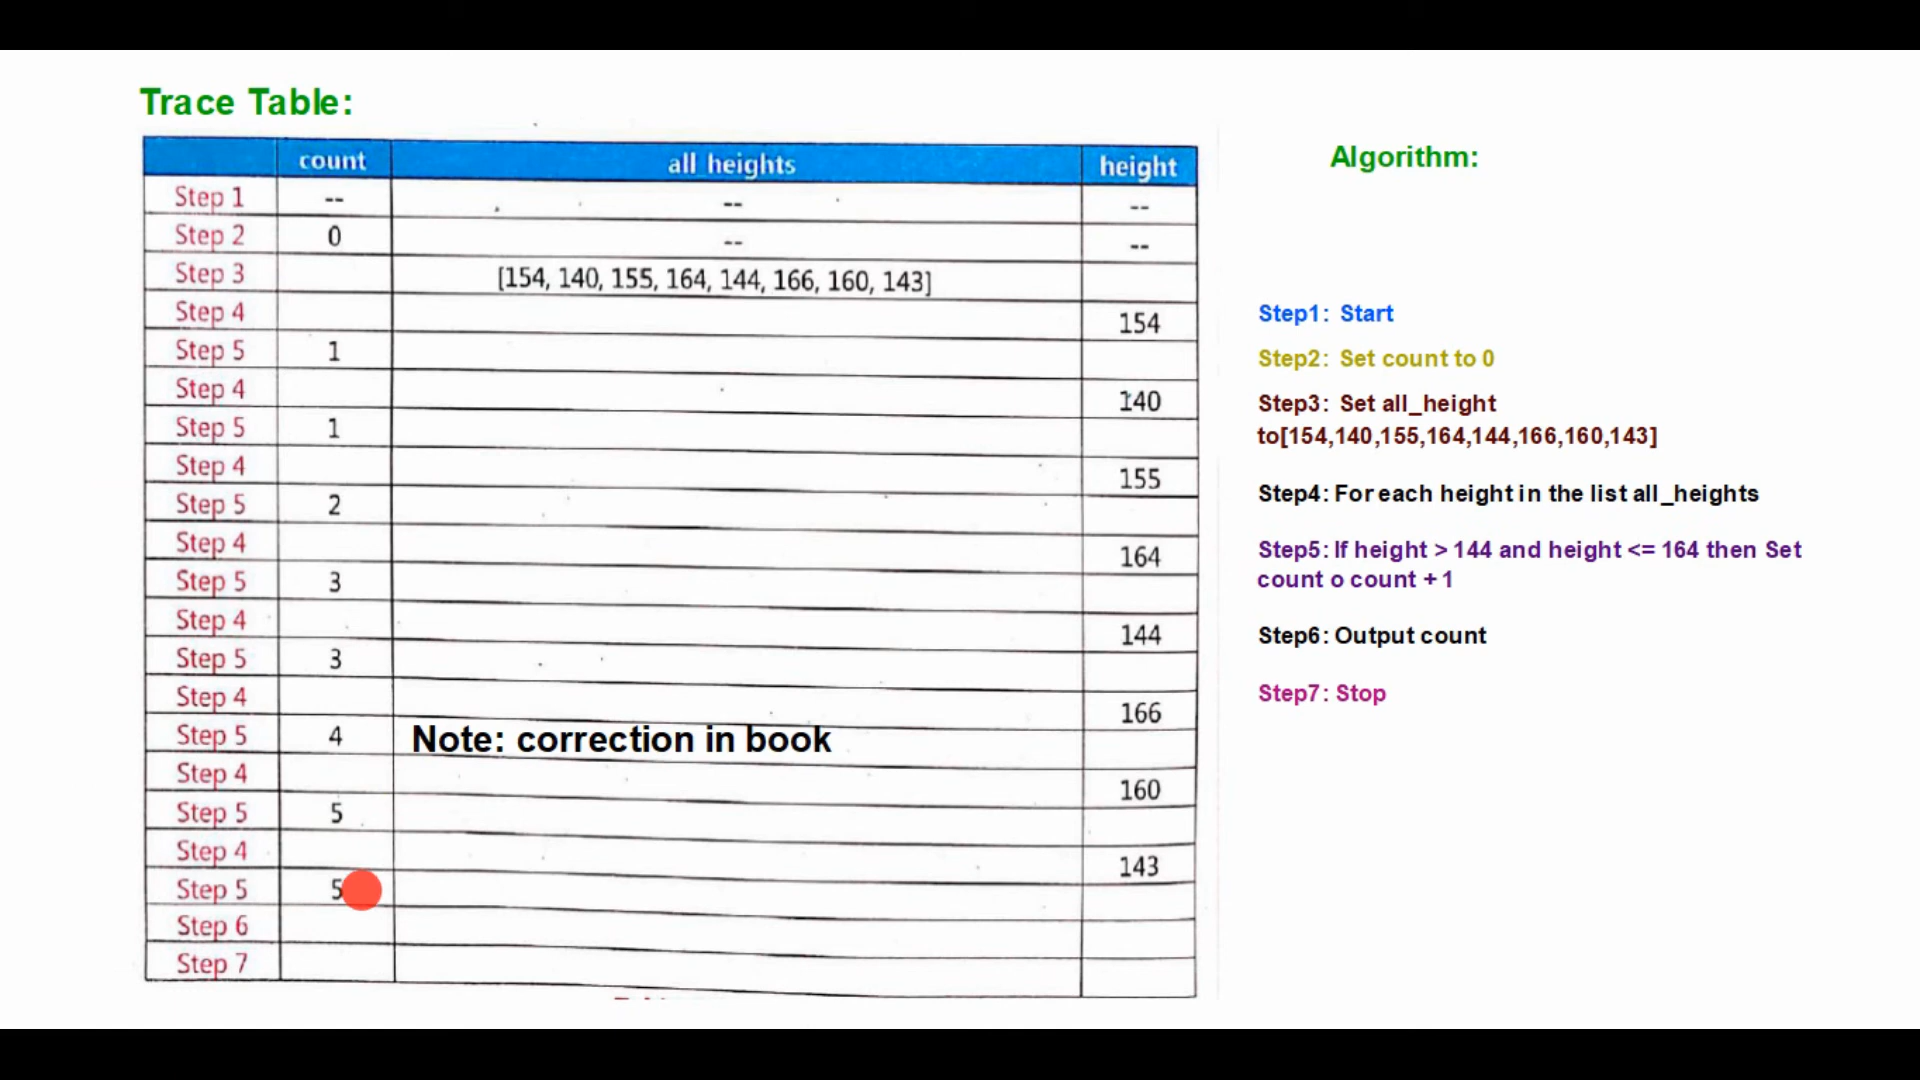 Trace Table:
count all heights height
Step 1 -- -- --
Step 2 0 -- --
Step 3 [154, 140, 155, 164, 144, 166, 160, 143]
Step 4 154
Step 5 1
Step 4 140
Step 5 1
Step 4 155
Step 5 2
Step 4 164
Step 5 3
Step 4 144
Step 5 3
Step 4 166
Step 5 4 Note: correction in book
Step 4 160
Step 5 5
Step 4 143
Step 5 5
Step 6
Step 7
Algorithm:
Step1: Start
Step2: Set count to 0
Step3: Set all_height
to[154,140,155,164,144,166,160,143]
Step4: For each height in the list all_heights
Step5: If height > 144 and height <= 164 then Set
count o count + 1
Step6: Output count
Step7: Stop